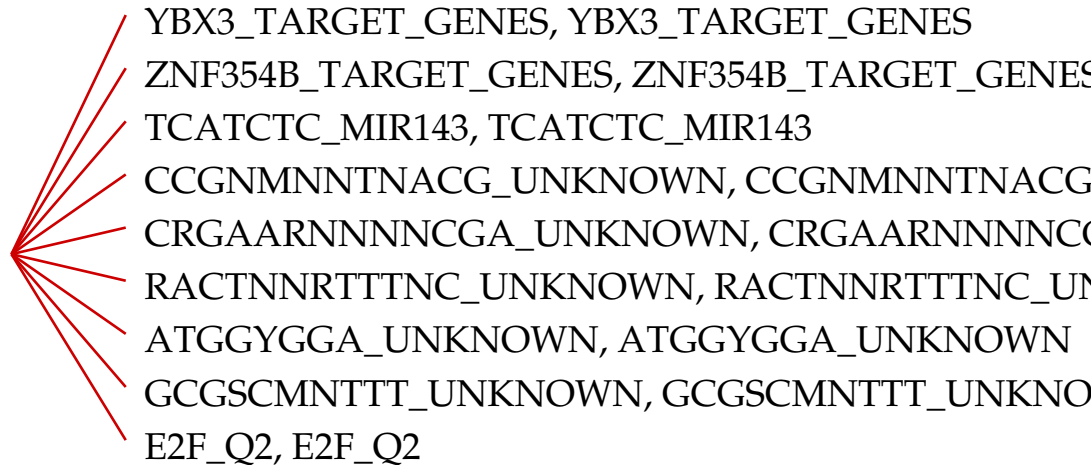 YBX3_TARGET_GENES, YBX3_TARGET_GENES
ZNF354B_TARGET_GENES, ZNF354B_TARGET_GENES
TCATCTC_MIR143, TCATCTC_MIR143
CCGNMNNTNACG_UNKNOWN, CCGNMNNTNACG
CRGAARNNNNCGA_UNKNOWN, CRGAARNNNNC
RACTNNRTTTNC_UNKNOWN, RACTNNRTTTNC_UN
ATGGYGGA_UNKNOWN, ATGGYGGA_UNKNOWN
GCGSCMNTTT_UNKNOWN, GCGSCMNTTT_UNKNO
E2F_Q2, E2F_Q2